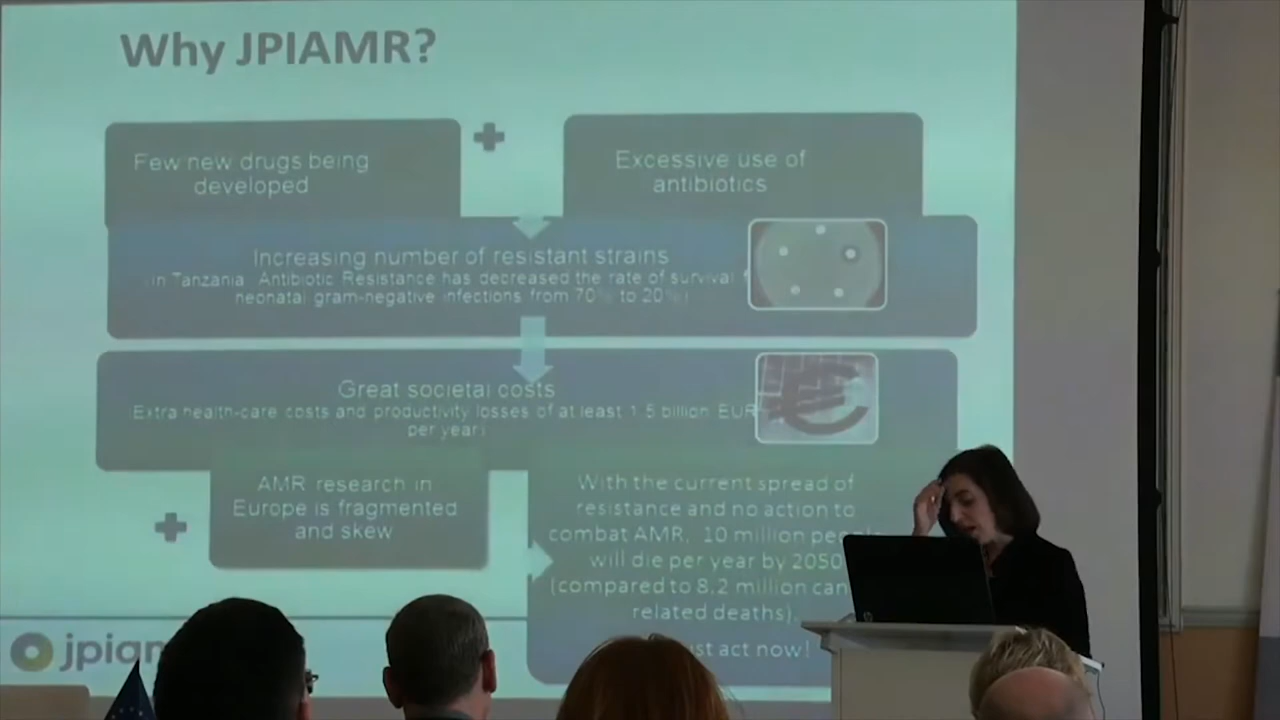 Why JPIAMR?
Few new drugs being
developed
Excessive use of
antibiotics
Increasing number of resistant strains
in Tanzania Antibiotic Resistance has decreased the rate of survival
neonatal gram-negative infections from 70% to 20%)
Great societal costs
Extra health-care costs and productivity losses of at least 1.5 billion EUR
per year)
AMR research in
Europe is fragmented
and skew
With the current spread of
resistance and no action to
combat AMR, 10 million
will die per year by 2050
(compared to 8.2 million
related deaths).
act now!